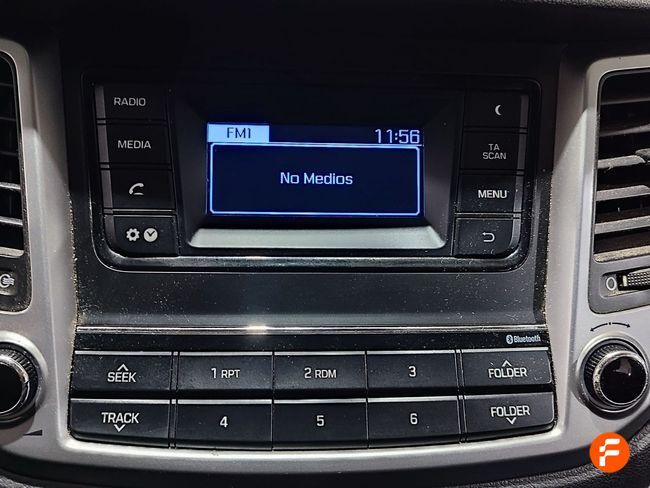 RADIO
MEDIA
FM1 11:56
No Medios
TA
SCAN
MENU
Bluetooth
SEEK
1 RPT
2 RDM
3
FOLDER
TRACK
4
5
6
FOLDER
0